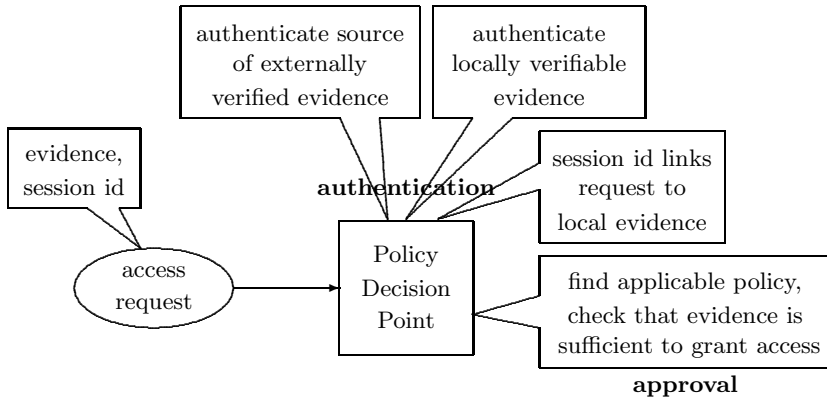 authenticate source
of externally
verified evidence
authenticate
locally verifiable
evidence
evidence,
session id
session id links
request to
local evidence
authentication
access
request
Policy
Decision
Point
find applicable policy,
check that evidence is
sufficient to grant access
approval